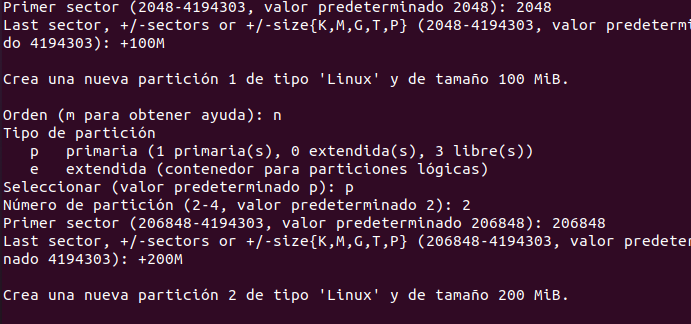 Primer sector (2048-4194303, valor predeterminado 2048): 2048
Last sector, +/-sectors or +/-size{K,M,G,T,P} (2048-4194303, valor predetermi
do 4194303): +100M
Crea una nueva partición 1 de tipo 'Linux' y de tamaño 100 MiB.
Orden (m para obtener ayuda): n
Tipo de partición
p   primaria (1 primaria(s), 0 extendida(s), 3 libre(s))
e   extendida (contenedor para particiones lógicas)
Seleccionar (valor predeterminado p): p
Número de partición (2-4, valor predeterminado 2): 2
Primer sector (206848-4194303, valor predeterminado 206848): 206848
Last sector, +/-sectors or +/-size{K,M,G,T,P} (206848-4194303, valor predeter
nado 4194303): +200M
Crea una nueva partición 2 de tipo 'Linux' y de tamaño 200 MiB.